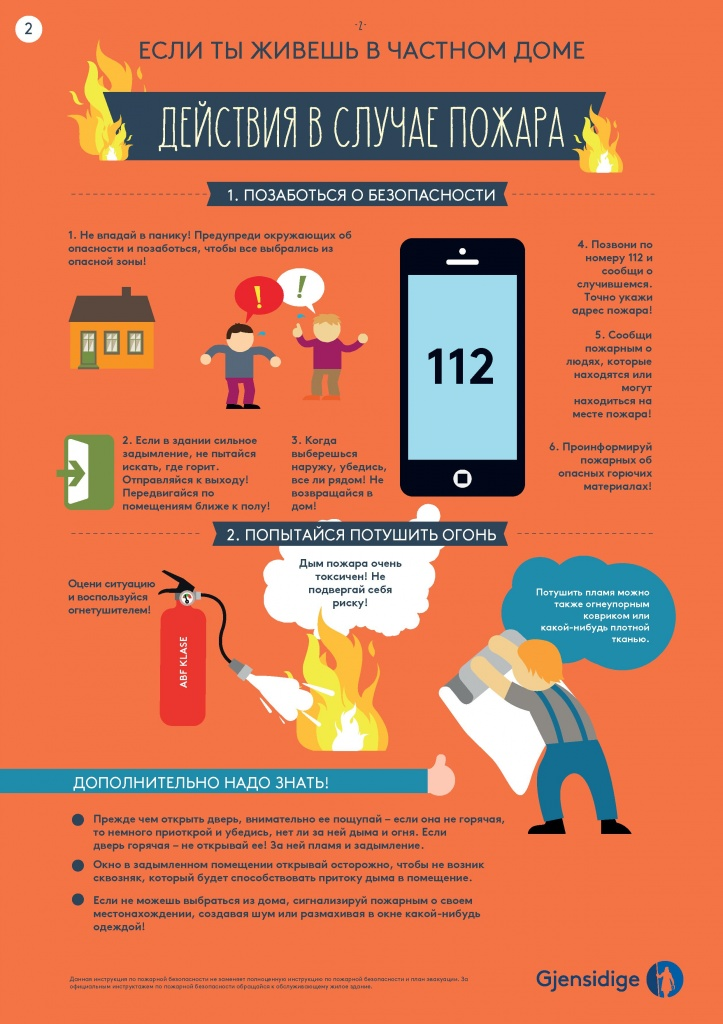 2
-2-
ЕСЛИ ТЫ ЖИВЕШЬ В ЧАСТНОМ ДОМЕ
ДЕЙСТВИЯ В СЛУЧАЕ ПОЖАРА
1. ПОЗАБОТЬСЯ О БЕЗОПАСНОСТИ
1. Не впадай в панику! Предупреди окружающих об
опасности и позаботься, чтобы все выбрались из
опасной зоны!
!
!
2. Если в здании сильное
задымление, не пытайся
искать, где горит.
Отправляйся к выходу!
Передвигайся по
помещениям ближе к полу!
3. Когда
выберешься
наружу, убедись,
все ли рядом! Не
возвращайся в
дом!
112
4. Позвони по
номеру 112 и
сообщи о
случившемся.
Точно укажи
адрес пожара!
5. Сообщи
пожарным о
людях, которые
находятся или
могут
находиться на
месте пожара!
6. Проинформируй
пожарных об
опасных горючих
материалах!
2. ПОПЫТАЙСЯ ПОТУШИТЬ ОГОНЬ
Оцени ситуацию
и воспользуйся
огнетушителем!
ABF KLASE
Дым пожара очень
токсичен! Не
подвергай себя
риску!
Потушить пламя можно
также огнеупорным
ковриком или
какой-нибудь плотной
тканью.
ДОПОЛНИТЕЛЬНО НАДО ЗНАТЬ!
Прежде чем открыть дверь, внимательно ее пощупай – если она не горячая,
то немного приоткрой и убедись, нет ли за ней дыма и огня. Если
дверь горячая – не открывай ее! За ней пламя и задымление.
Окно в задымленном помещении открывай осторожно, чтобы не возник
сквозняк, который будет способствовать притоку дыма в помещение.
Если не можешь выбраться из дома, сигнализируй пожарным о своем
местонахождении, создавая шум или размахивая в окне какой-нибудь
одеждой!
Данная инструкция по пожарной безопасности не заменяет полноценную инструкцию по пожарной безопасности и план эвакуации. За
официальным инструктажем по пожарной безопасности обращайся к обслуживающему жилое здание.
Gjensidige